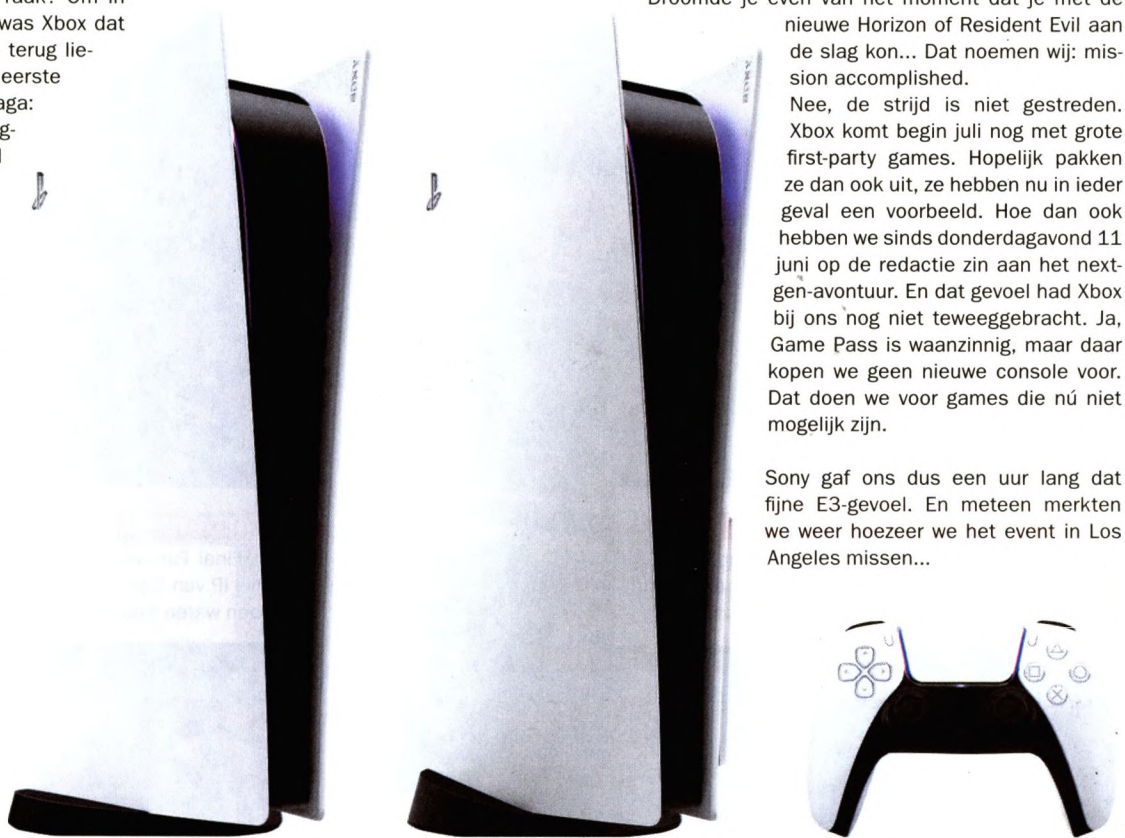 was Xbox dat
terug lie-
eerste
aga:
g-
Droomde je even van het moment dat je met de
nieuwe Horizon of Resident Evil aan
de slag kon... Dat noemen wij: mis-
sion accomplished.
Nee, de strijd is niet gestreden.
Xbox komt begin juli nog met grote
first-party games. Hopelijk pakken
ze dan ook uit, ze hebben nu in ieder
geval een voorbeeld. Hoe dan ook
hebben we sinds donderdagavond 11
juni op de redactie zin aan het next-
gen-avontuur. En dat gevoel had Xbox
bij ons nog niet teweeggebracht. Ja,
Game Pass is waanzinnig, maar daar
kopen we geen nieuwe console voor.
Dat doen we voor games die nú niet
mogelijk zijn.
Sony gaf ons dus een uur lang dat
fijne E3-gevoel. En meteen merkten
we weer hoezeer we het event in Los
Angeles missen...